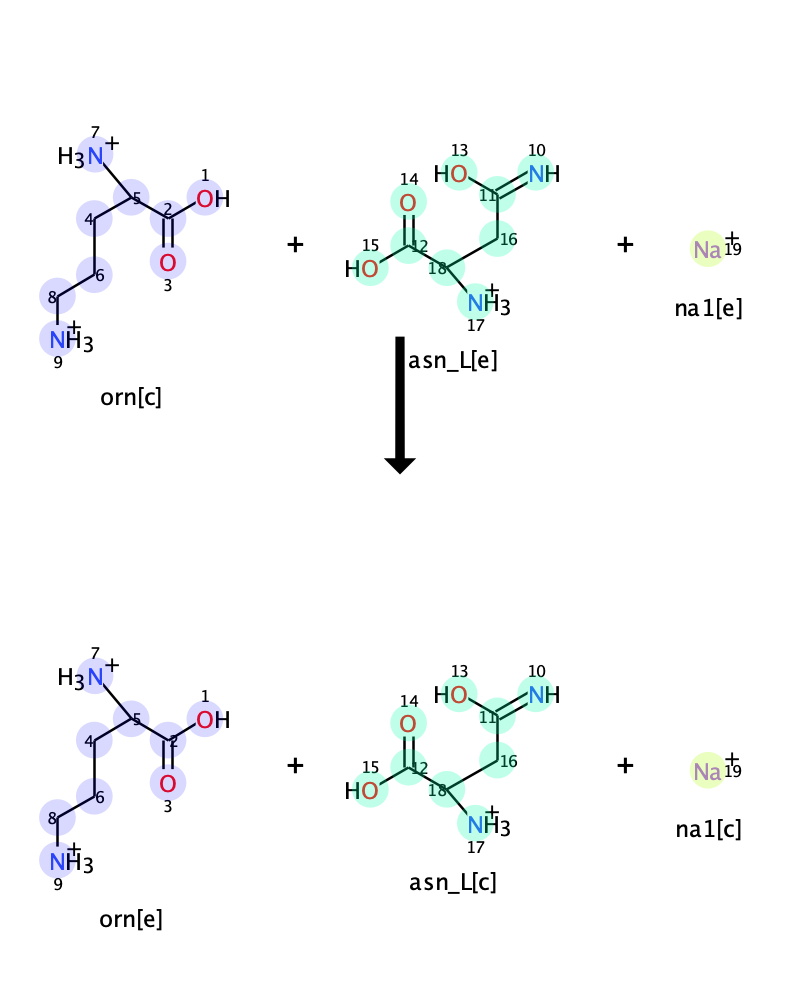 7
H3N+
1
OH
5
2
4
O
3
6
8
NH3+
9
orn[c]
+
13
HO
10
NH
14
O
11
15
HO
12
16
18
NH3+
17
asn_L[e]
+
Na+
19
na1[e]
7
H3N+
1
OH
5
2
4
O
3
6
8
NH3+
9
orn[e]
+
13
HO
10
NH
14
O
11
15
HO
12
16
18
NH3+
17
asn_L[c]
+
Na+
19
na1[c]